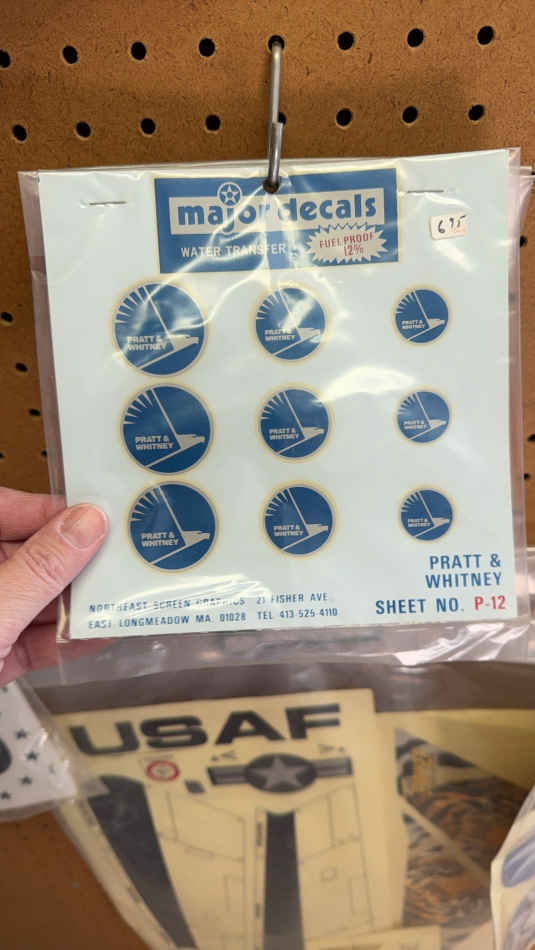 major decals
WATER TRANSFER
FUEL PROOF
12%
695
PRATT &
WHITNEY
PRATT &
WHITNEY
PRATT &
WHITNEY
PRATT &
WHITNEY
PRATT &
WHITNEY
PRATT &
WHITNEY
PRATT &
WHITNEY
PRATT &
WHITNEY
PRATT &
WHITNEY
PRATT &
WHITNEY
SHEET NO. P-12
NORTHEAST SCREEN GRAPHICS 21 FISHER AVE.
EAST LONGMEADOW MA. 01028 TEL 413 525-4110
USAF